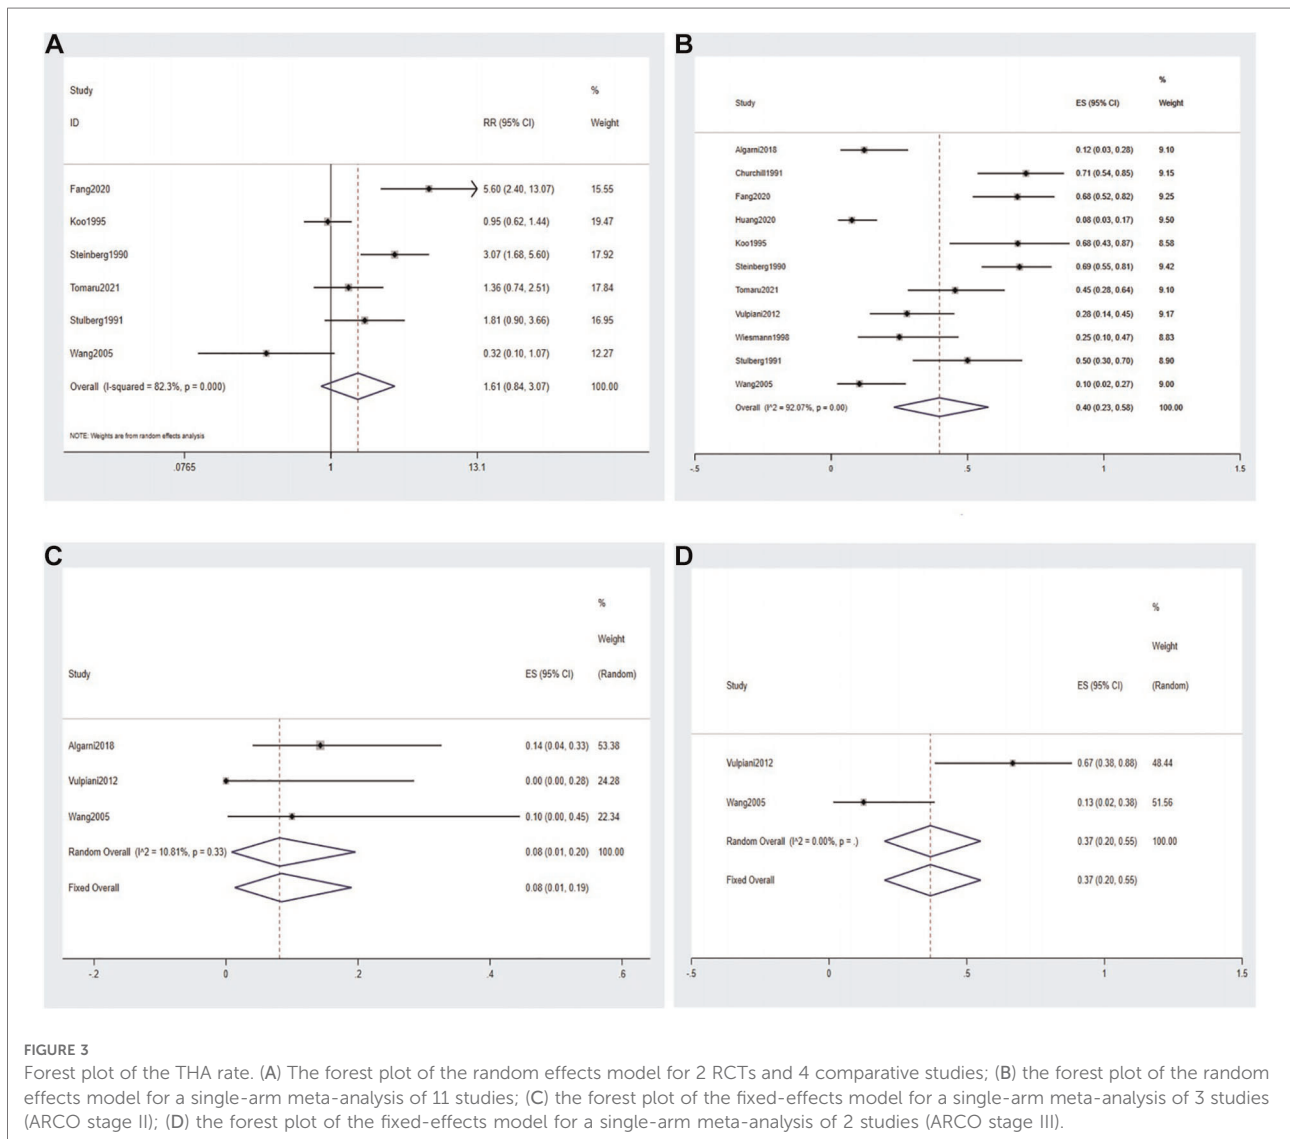 A
Study %
ID RR (95% CI) Weight
Fang2020 5.60 (2.40, 13.07) 15.55
Koo1995 0.95 (0.62, 1.44) 19.47
Steinberg1990 3.07 (1.68, 5.60) 17.92
Tomaru2021 1.36 (0.74, 2.51) 17.84
Stulberg1991 1.81 (0.90, 3.66) 16.95
Wang2005 0.32 (0.10, 1.07) 12.27
Overall (I-squared = 82.3%, p = 0.000) 1.61 (0.84, 3.07) 100.00
NOTE: Weights are from random effects analysis
.0765 1 13.1
B
%
Study ES (95% CI) Weight
Algarni2018 0.12 (0.03, 0.28) 9.10
Churchill1991 0.71 (0.54, 0.85) 9.15
Fang2020 0.68 (0.52, 0.82) 9.25
Huang2020 0.08 (0.03, 0.17) 9.50
Koo1995 0.68 (0.43, 0.87) 8.58
Steinberg1990 0.69 (0.55, 0.81) 9.42
Tomaru2021 0.45 (0.28, 0.64) 9.10
Vulpiani2012 0.28 (0.14, 0.45) 9.17
Wiesmann1998 0.25 (0.10, 0.47) 8.83
Stulberg1991 0.50 (0.30, 0.70) 8.90
Wang2005 0.10 (0.02, 0.27) 9.00
Overall (I^2 = 92.07%, p = 0.00) 0.40 (0.23, 0.58) 100.00
-.5 0 .5 1 1.5
C
%
Weight
Study ES (95% CI) (Random)
Algarni2018 0.14 (0.04, 0.33) 53.38
Vulpiani2012 0.00 (0.00, 0.28) 24.28
Wang2005 0.10 (0.00, 0.45) 22.34
Random Overall (I^2 = 10.81%, p = 0.33) 0.08 (0.01, 0.20) 100.00
Fixed Overall 0.08 (0.01, 0.19)
-.2 0 .2 .4 .6
D
%
Weight
Study ES (95% CI) (Random)
Vulpiani2012 0.67 (0.38, 0.88) 48.44
Wang2005 0.13 (0.02, 0.38) 51.56
Random Overall (I^2 = 0.00%, p = .) 0.37 (0.20, 0.55) 100.00
Fixed Overall 0.37 (0.20, 0.55)
-.5 0 .5 1 1.5
FIGURE 3
Forest plot of the THA rate. (A) The forest plot of the random effects model for 2 RCTs and 4 comparative studies; (B) the forest plot of the random
effects model for a single-arm meta-analysis of 11 studies; (C) the forest plot of the fixed-effects model for a single-arm meta-analysis of 3 studies
(ARCO stage II); (D) the forest plot of the fixed-effects model for a single-arm meta-analysis of 2 studies (ARCO stage III).